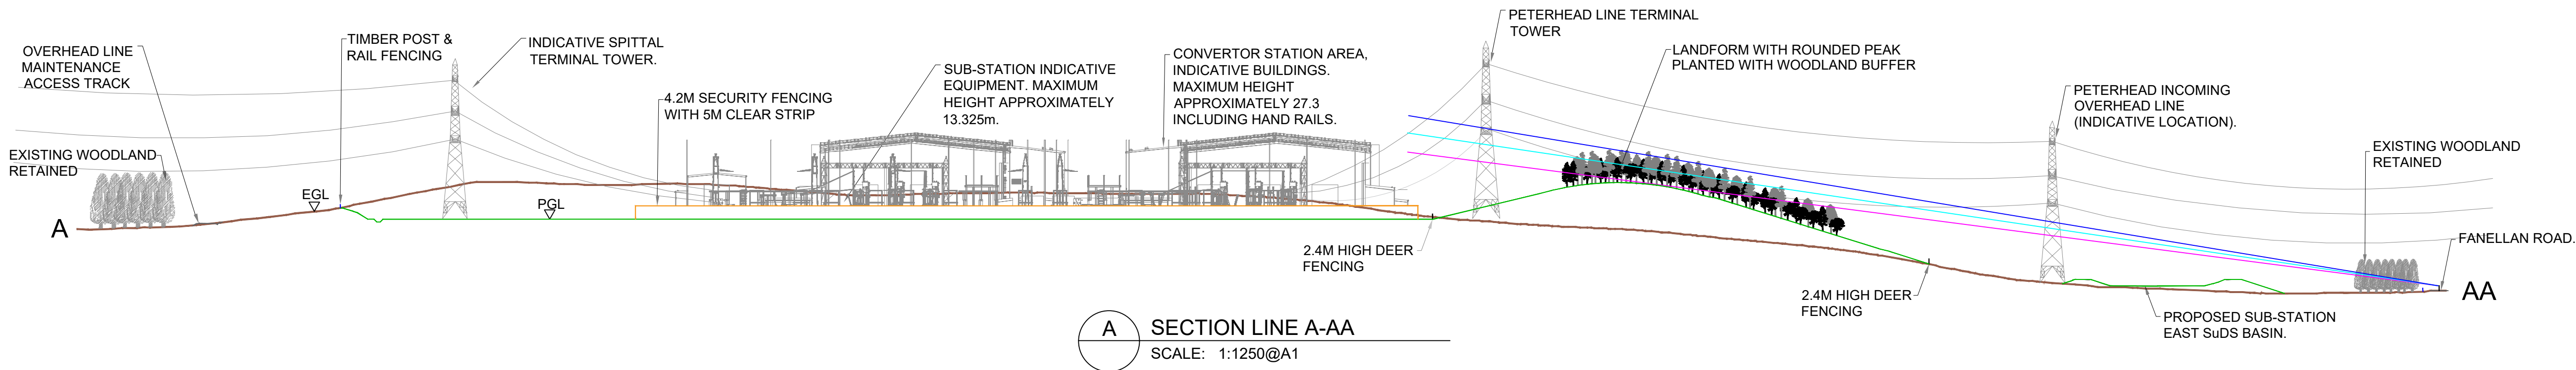 OVERHEAD LINE
MAINTENANCE
ACCESS TRACK
TIMBER POST &
RAIL FENCING
INDICATIVE SPITTAL
TERMINAL TOWER.
4.2M SECURITY FENCING
WITH 5M CLEAR STRIP
SUB-STATION INDICATIVE
EQUIPMENT. MAXIMUM
HEIGHT APPROXIMATELY
13.325m.
CONVERTOR STATION AREA,
INDICATIVE BUILDINGS.
MAXIMUM HEIGHT
APPROXIMATELY 27.3
INCLUDING HAND RAILS.
PETERHEAD LINE TERMINAL
TOWER
LANDFORM WITH ROUNDED PEAK
PLANTED WITH WOODLAND BUFFER
PETERHEAD INCOMING
OVERHEAD LINE
(INDICATIVE LOCATION).
EXISTING WOODLAND
RETAINED
EXISTING WOODLAND
RETAINED
EGL
PGL
A
2.4M HIGH DEER
FENCING
2.4M HIGH DEER
FENCING
FANELLAN ROAD.
AA
PROPOSED SUB-STATION
EAST SuDS BASIN.
A
SECTION LINE A-AA
SCALE: 1:1250@A1